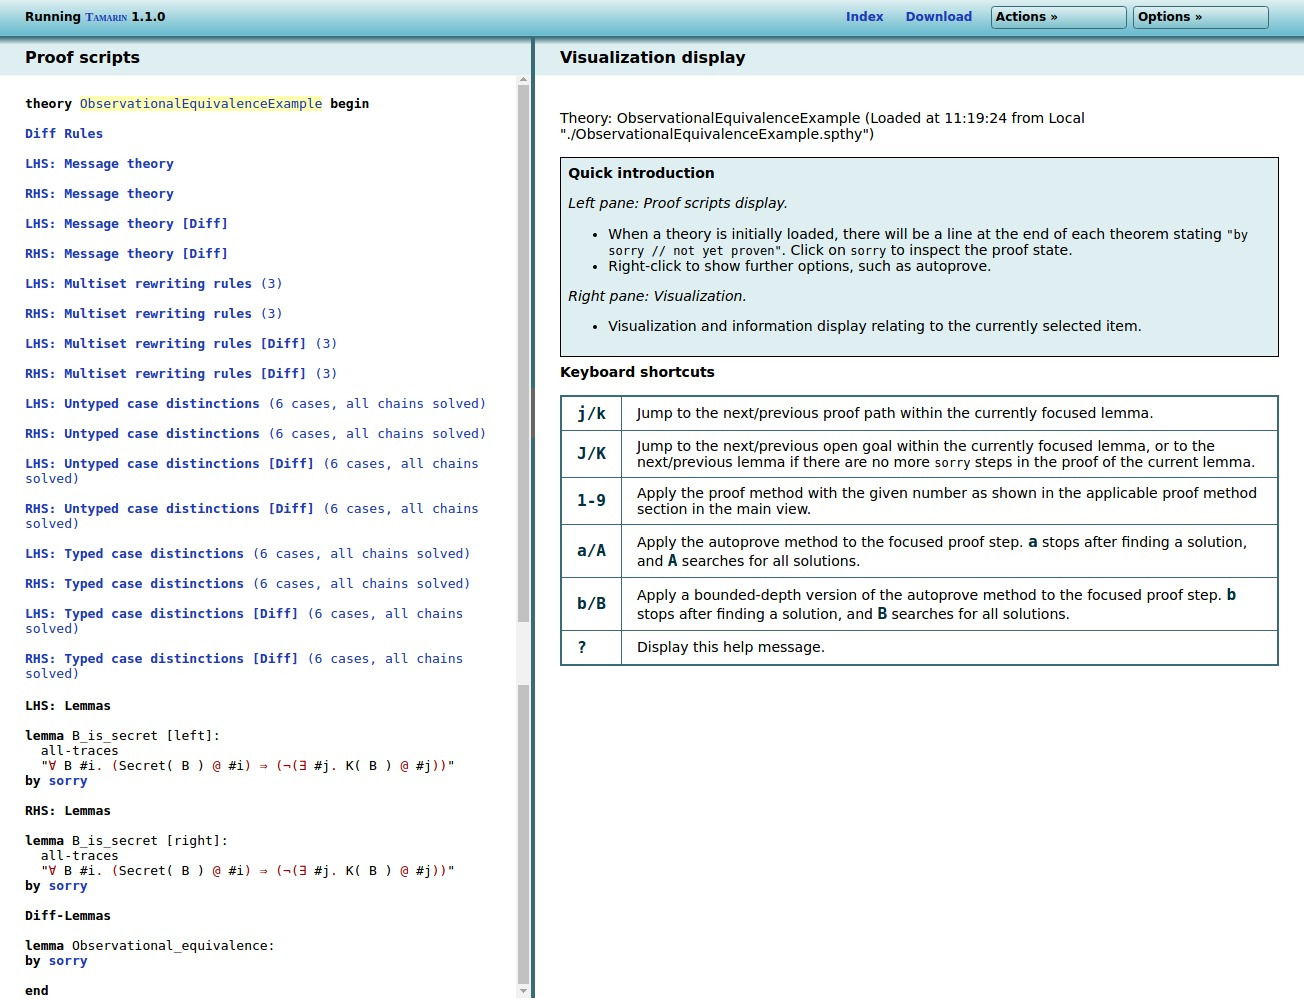 Running TAMARIN 1.1.0
Index
Download
Actions »
Options »
Proof scripts
theory ObservationalEquivalenceExample begin
Diff Rules
LHS: Message theory
RHS: Message theory
LHS: Message theory [Diff]
RHS: Message theory [Diff]
LHS: Multiset rewriting rules (3)
RHS: Multiset rewriting rules (3)
LHS: Multiset rewriting rules [Diff] (3)
RHS: Multiset rewriting rules [Diff] (3)
LHS: Untyped case distinctions (6 cases, all chains solved)
RHS: Untyped case distinctions (6 cases, all chains solved)
LHS: Untyped case distinctions [Diff] (6 cases, all chains
solved)
RHS: Untyped case distinctions [Diff] (6 cases, all chains
solved)
LHS: Typed case distinctions (6 cases, all chains solved)
RHS: Typed case distinctions (6 cases, all chains solved)
LHS: Typed case distinctions [Diff] (6 cases, all chains
solved)
RHS: Typed case distinctions [Diff] (6 cases, all chains
solved)
LHS: Lemmas
lemma B_is_secret [left]:
all-traces
"∀ B #i. (Secret( B ) @ #i) ⇒ (¬(∃ #j. K( B ) @ #j))"
by sorry
RHS: Lemmas
lemma B_is_secret [right]:
all-traces
"∀ B #i. (Secret( B ) @ #i) ⇒ (¬(∃ #j. K( B ) @ #j))"
by sorry
Diff-Lemmas
lemma Observational_equivalence:
by sorry
end
Visualization display
Theory: ObservationalEquivalenceExample (Loaded at 11:19:24 from Local
"./ObservationalEquivalenceExample.spthy")
Quick introduction
Left pane: Proof scripts display.
• When a theory is initially loaded, there will be a line at the end of each theorem stating "by
sorry // not yet proven". Click on sorry to inspect the proof state.
• Right-click to show further options, such as autoprove.
Right pane: Visualization.
• Visualization and information display relating to the currently selected item.
Keyboard shortcuts
j/k Jump to the next/previous proof path within the currently focused lemma.
J/K Jump to the next/previous open goal within the currently focused lemma, or to the
next/previous lemma if there are no more sorry steps in the proof of the current lemma.
1-9 Apply the proof method with the given number as shown in the applicable proof method
section in the main view.
a/A Apply the autoprove method to the focused proof step. a stops after finding a solution,
and A searches for all solutions.
b/B Apply a bounded-depth version of the autoprove method to the focused proof step. b
stops after finding a solution, and B searches for all solutions.
? Display this help message.